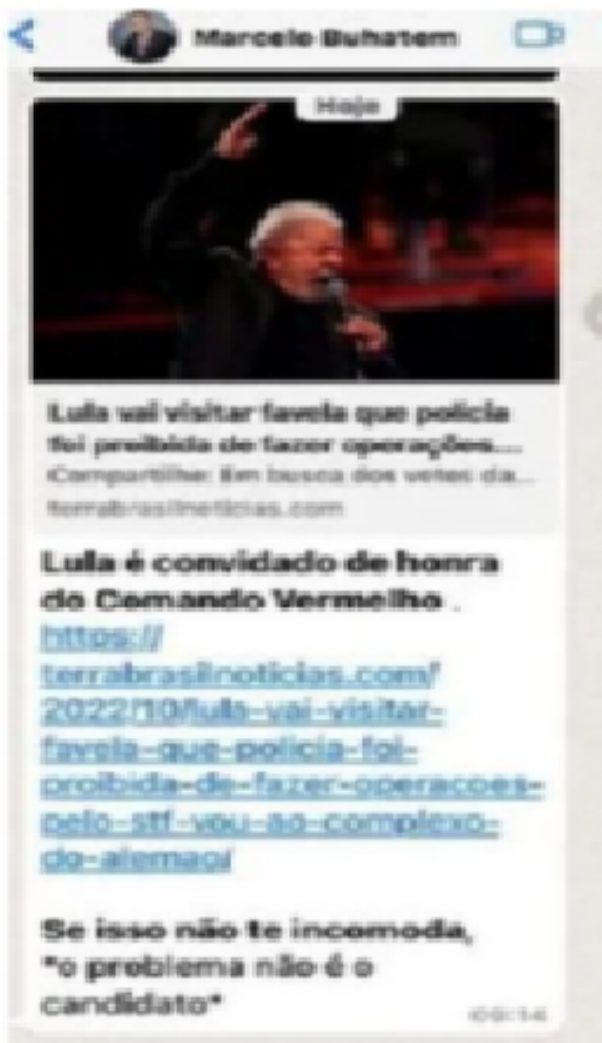 Marcelo Buhatem
Hoje
Lula vai visitar favela que polícia
foi proibida de fazer operações....
Compartilhe: Em busca dos votos da...
terrabrasilnoticias.com
Lula é convidado de honra
do Comando Vermelho .
https://
terrabrasilnoticias.com/
2022/10/lula-vai-visitar-
favela-que-policia-foi-
proibida-de-fazer-operacoes-
pelo-stf-vou-ao-complexo-
do-alemao/
Se isso não te incomoda,
*o problema não é o
candidato*